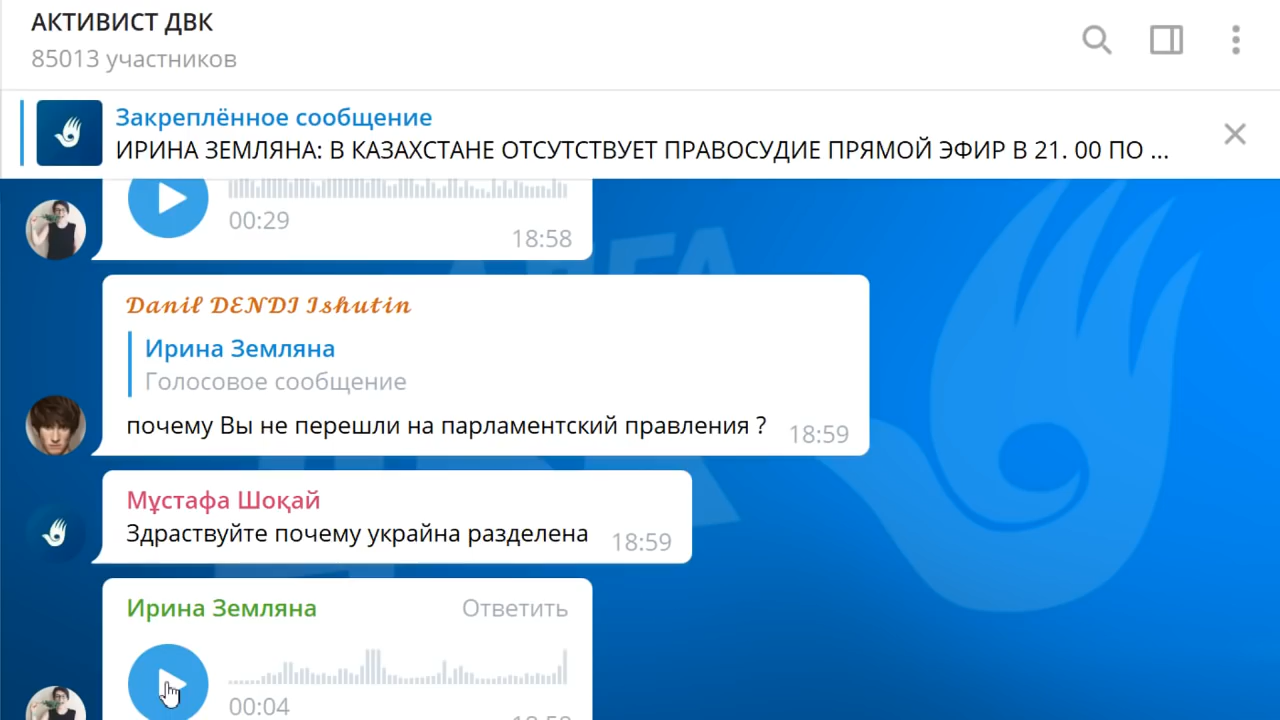 АКТИВИСТ ДВК
85013 участников
Закреплённое сообщение
ИРИНА ЗЕМЛЯНА: В КАЗАХСТАНЕ ОТСУТСТВУЕТ ПРАВОСУДИЕ ПРЯМОЙ ЭФИР В 21. 00 ПО ...
00:29
18:58
Danil DENDI Ishutin
Ирина Земляна
Голосовое сообщение
почему Вы не перешли на парламентский правления ?
18:59
Мұстафа Шоқай
Здраствуйте почему украйна разделена
18:59
Ирина Земляна
Ответить
00:04
18:59